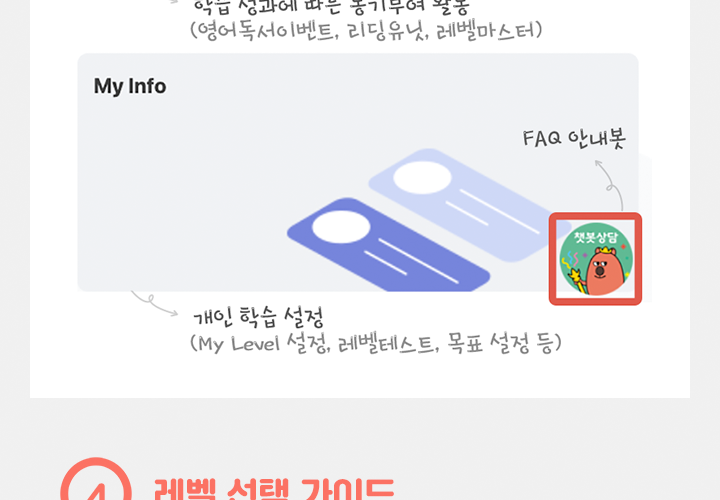 학습 성과에 따른 동기부여 활동
(영어독서이벤트, 리딩유닛, 레벨마스터)
My Info
FAQ 안내봇
챗봇상담
개인 학습 설정
(My Level 설정, 레벨테스트, 목표 설정 등)
4 레벨 선택 가이드